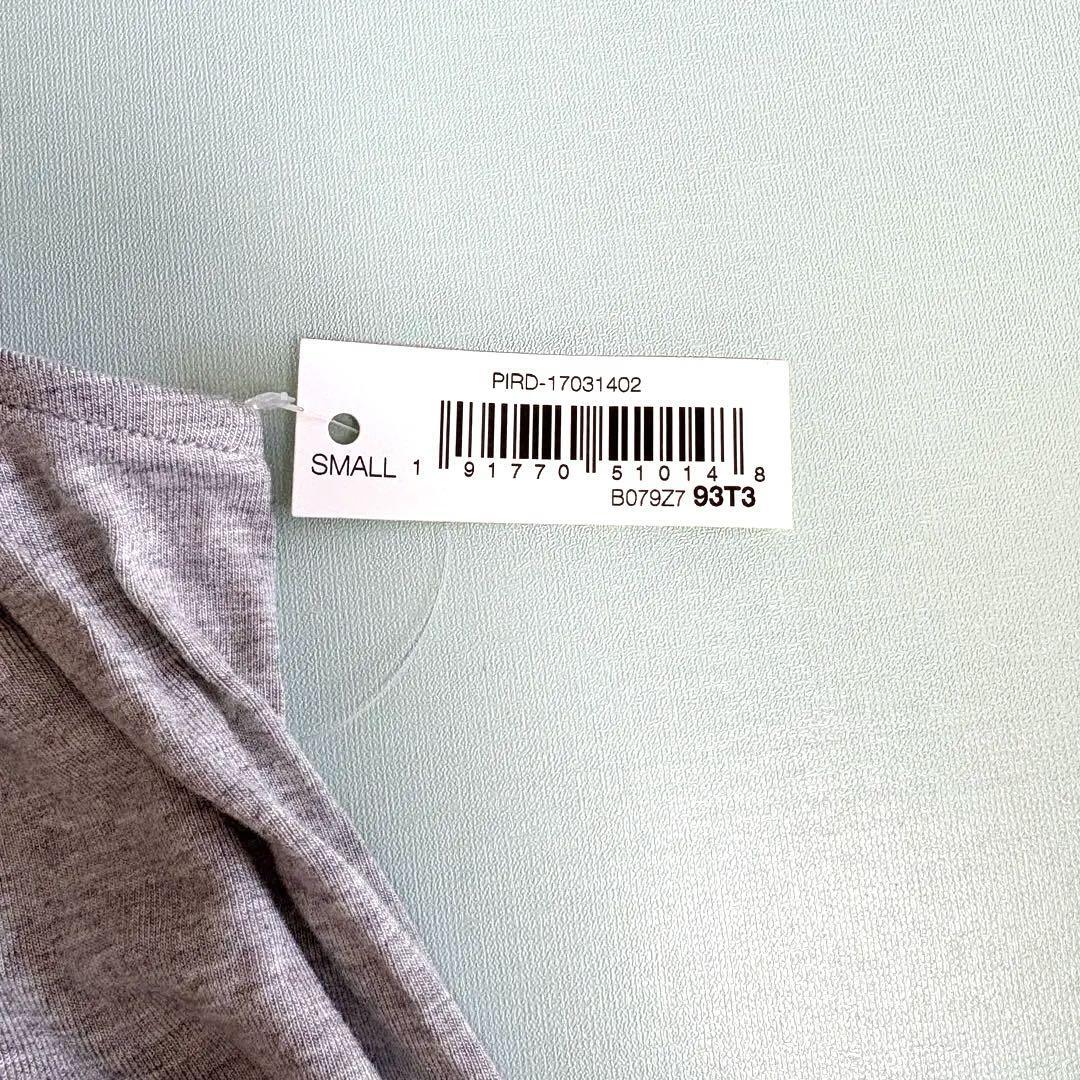 PIRD-17031402
SMALL 1 91770 51014 8
B079Z7 93T3